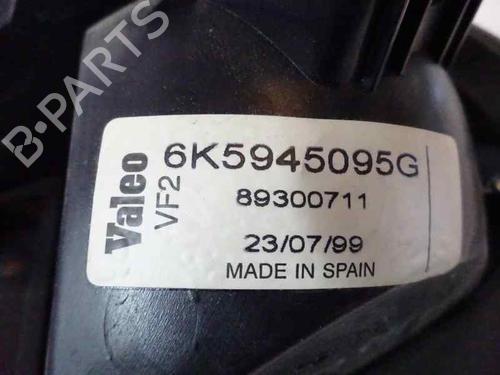 B-PARTS
Valeo
VF2
6K5945095G
89300711
23/07/99
MADE IN SPAIN